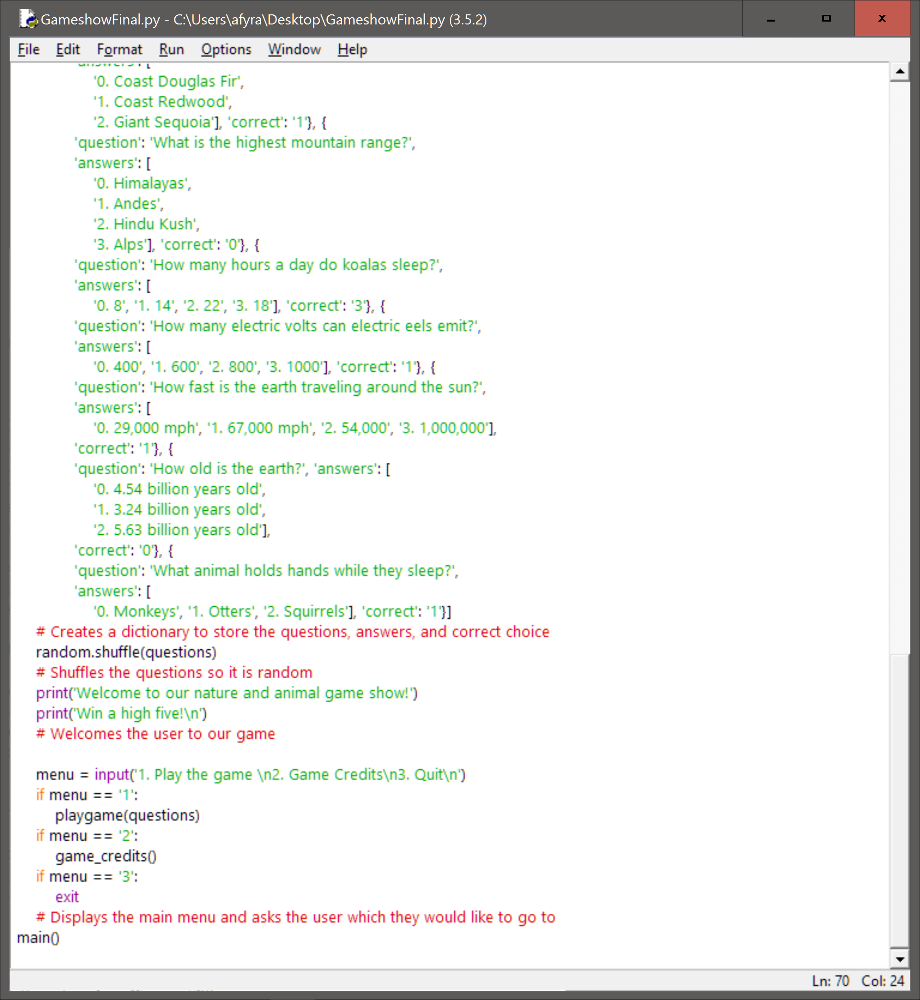 GameshowFinal.py - C:\Users\afyra\Desktop\GameshowFinal.py (3.5.2)
File Edit Format Run Options Window Help
'answers': [
'0. Coast Douglas Fir',
'1. Coast Redwood',
'2. Giant Sequoia'], 'correct': '1'}, {
'question': 'What is the highest mountain range?',
'answers': [
'0. Himalayas',
'1. Andes',
'2. Hindu Kush',
'3. Alps'], 'correct': '0'}, {
'question': 'How many hours a day do koalas sleep?',
'answers': [
'0. 8', '1. 14', '2. 22', '3. 18'], 'correct': '3'}, {
'question': 'How many electric volts can electric eels emit?',
'answers': [
'0. 400', '1. 600', '2. 800', '3. 1000'], 'correct': '1'}, {
'question': 'How fast is the earth traveling around the sun?',
'answers': [
'0. 29,000 mph', '1. 67,000 mph', '2. 54,000', '3. 1,000,000'],
'correct': '1'}, {
'question': 'How old is the earth?', 'answers': [
'0. 4.54 billion years old',
'1. 3.24 billion years old',
'2. 5.63 billion years old'],
'correct': '0'}, {
'question': 'What animal holds hands while they sleep?',
'answers': [
'0. Monkeys', '1. Otters', '2. Squirrels'], 'correct': '1'}]
# Creates a dictionary to store the questions, answers, and correct choice
random.shuffle(questions)
# Shuffles the questions so it is random
print('Welcome to our nature and animal game show!')
print('Win a high five!\n')
# Welcomes the user to our game
menu = input('1. Play the game \n2. Game Credits\n3. Quit\n')
if menu == '1':
playgame(questions)
if menu == '2':
game_credits()
if menu == '3':
exit
# Displays the main menu and asks the user which they would like to go to
main()
Ln: 70 Col: 24